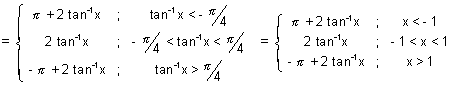 = { π + 2 tan⁻¹x ; tan⁻¹x < - π/4 = { π + 2 tan⁻¹x ; x < - 1
2 tan⁻¹x ; - π/4 < tan⁻¹x < π/4 2 tan⁻¹x ; - 1 < x < 1
- π + 2 tan⁻¹x ; tan⁻¹x > π/4 - π + 2 tan⁻¹x ; x > 1